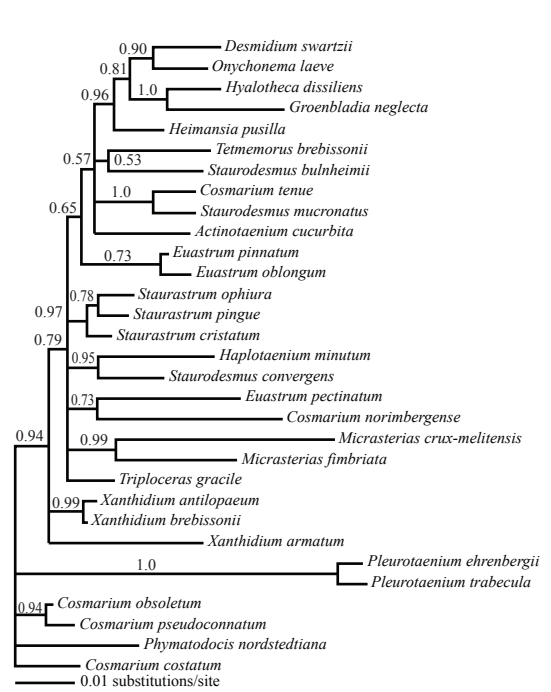 0.90
Desmidium swartzii
0.81
Onychonema laeve
0.96
1.0
Hyalotheca dissiliens
Groenbladia neglecta
Heimansia pusilla
Tetmemorus brebissonii
0.57
0.53
Staurodesmus bulnheimii
1.0
Cosmarium tenue
0.65
Staurodesmus mucronatus
Actinotaenium cucurbita
0.73
Euastrum pinnatum
Euastrum oblongum
0.78
Staurastrum ophiura
0.97
Staurastrum pingue
0.79
Staurastrum cristatum
0.95
Haplotaenium minutum
Staurodesmus convergens
0.73
Euastrum pectinatum
Cosmarium norimbergense
0.94
0.99
Micrasterias crux-melitensis
Micrasterias fimbriata
Triploceras gracile
0.99
Xanthidium antilopaeum
Xanthidium brebissonii
Xanthidium armatum
1.0
Pleurotaenium ehrenbergii
Pleurotaenium trabecula
0.94
Cosmarium obsoletum
Cosmarium pseudoconnatum
Phymatodocis nordstedtiana
Cosmarium costatum
0.01 substitutions/site